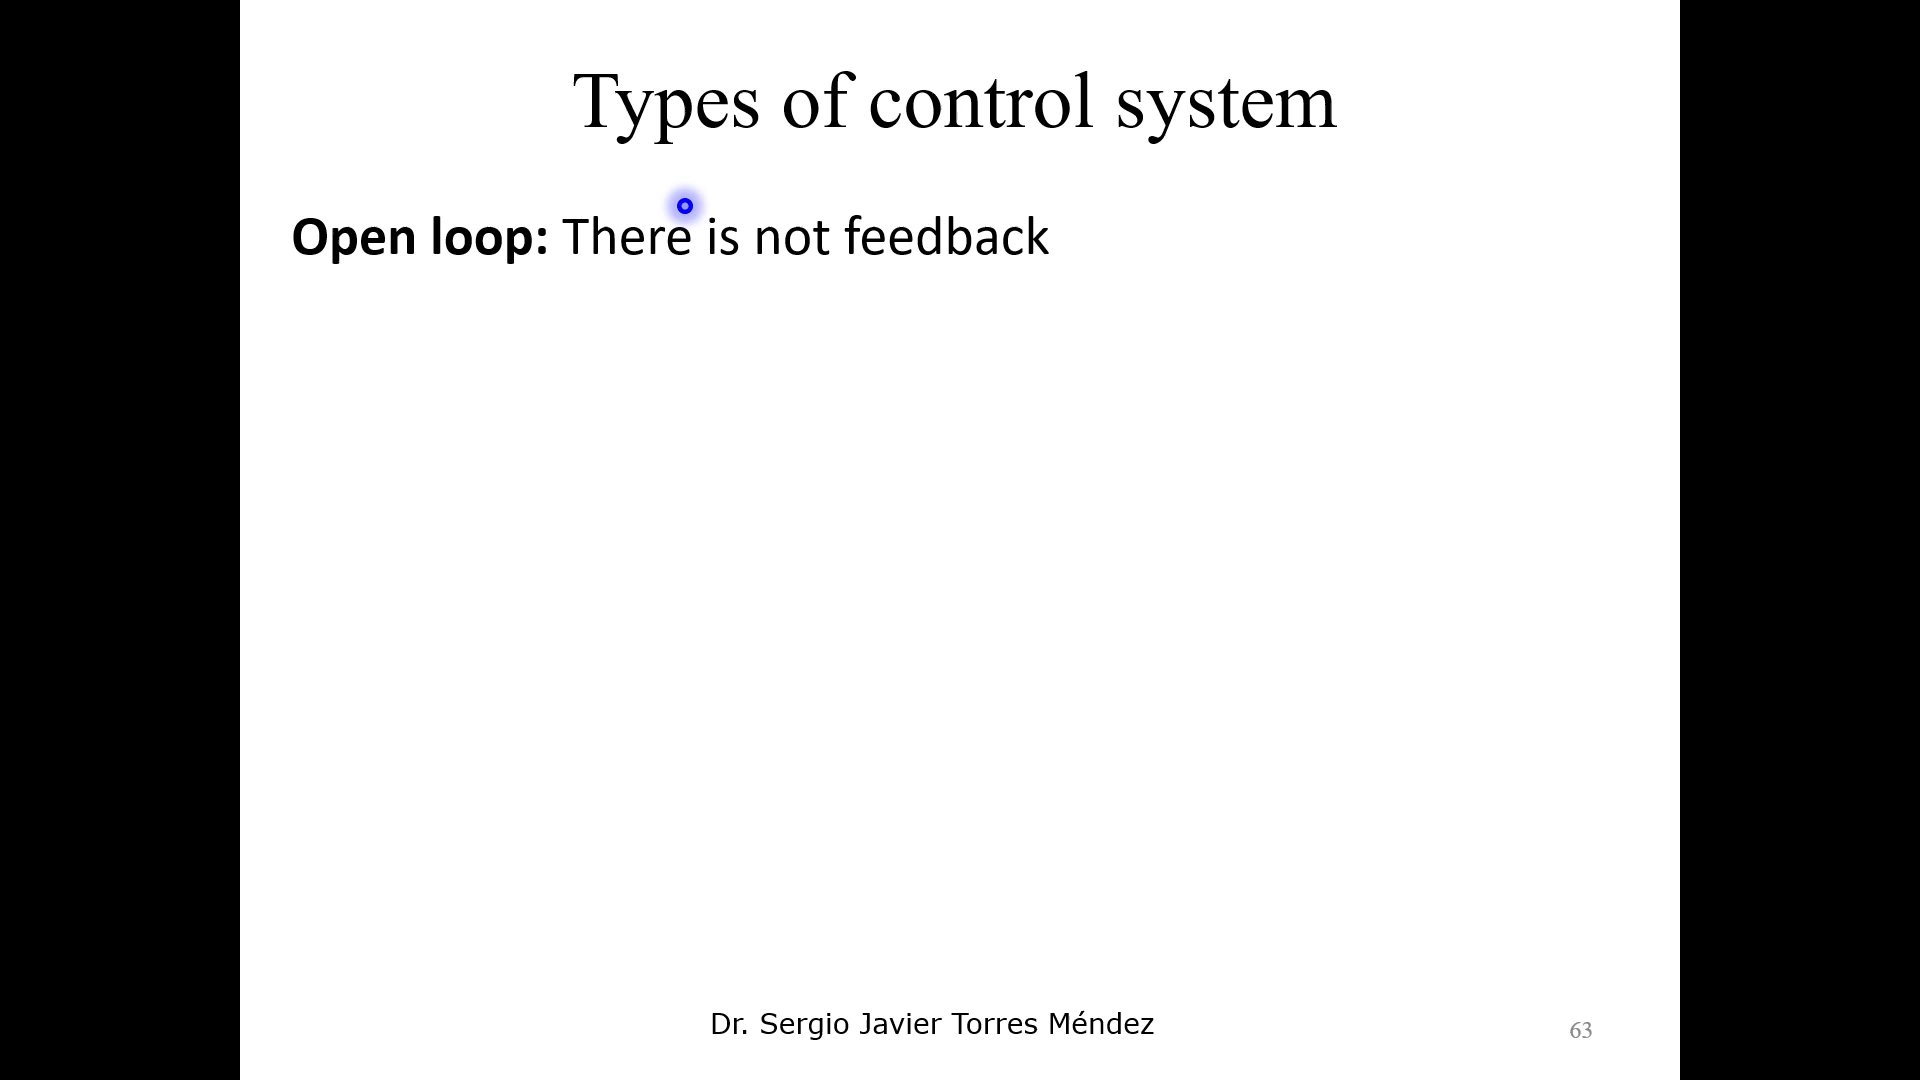 Types of control system
Open loop: There is not feedback
Dr. Sergio Javier Torres Méndez
63